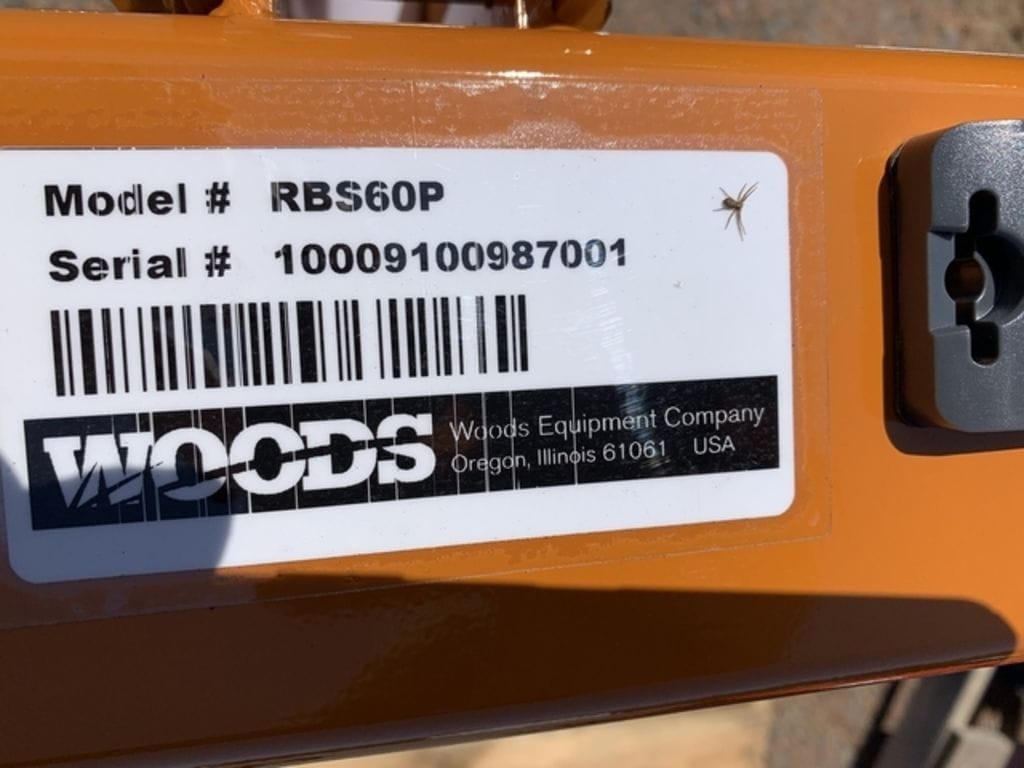 Model # RBS60P
Serial # 10009100987001
WOODS
Woods Equipment Company
Oregon, Illinois 61061 USA